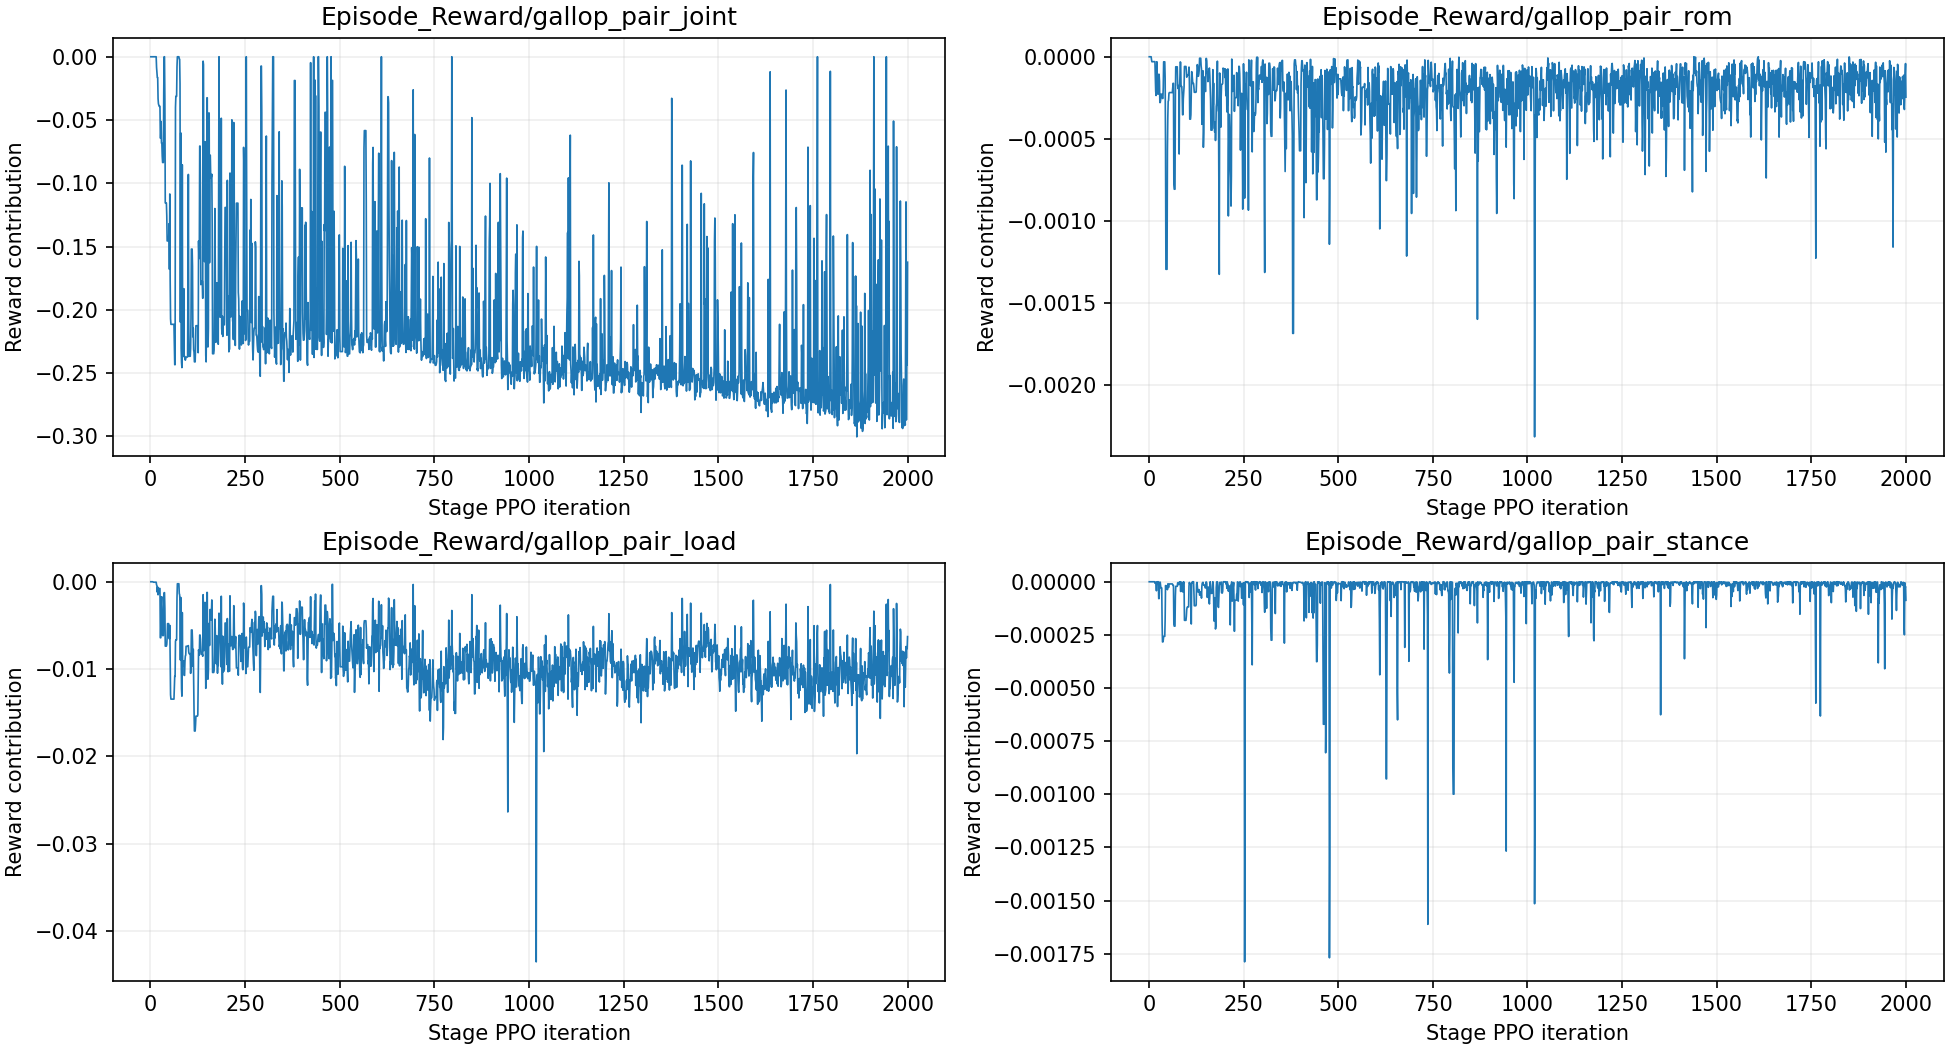 Episode_Reward/gallop_pair_joint
0.00
−0.05
−0.10
−0.15
−0.20
−0.25
−0.30
Reward contribution
0 250 500 750 1000 1250 1500 1750 2000
Stage PPO iteration
Episode_Reward/gallop_pair_rom
0.0000
−0.0005
−0.0010
−0.0015
−0.0020
Reward contribution
0 250 500 750 1000 1250 1500 1750 2000
Stage PPO iteration
Episode_Reward/gallop_pair_load
0.00
−0.01
−0.02
−0.03
−0.04
Reward contribution
0 250 500 750 1000 1250 1500 1750 2000
Stage PPO iteration
Episode_Reward/gallop_pair_stance
0.00000
−0.00025
−0.00050
−0.00075
−0.00100
−0.00125
−0.00150
−0.00175
Reward contribution
0 250 500 750 1000 1250 1500 1750 2000
Stage PPO iteration